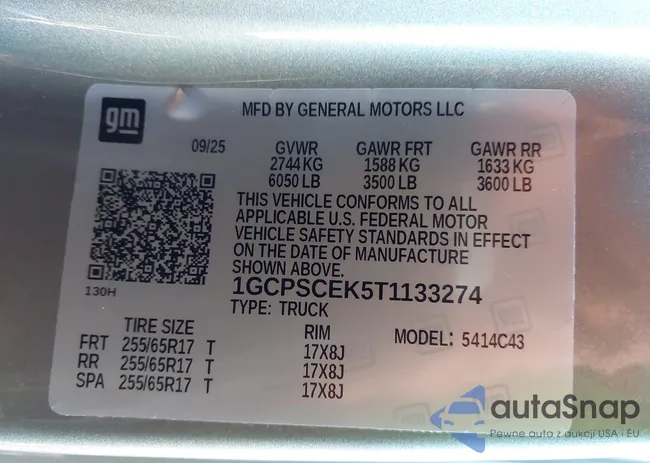 gm
MFD BY GENERAL MOTORS LLC
09/25 GVWR GAWR FRT GAWR RR
2744 KG 1588 KG 1633 KG
6050 LB 3500 LB 3600 LB
THIS VEHICLE CONFORMS TO ALL
APPLICABLE U.S. FEDERAL MOTOR
VEHICLE SAFETY STANDARDS IN EFFECT
ON THE DATE OF MANUFACTURE
SHOWN ABOVE.
130H
1GCPSCEK5T1133274
TYPE: TRUCK
TIRE SIZE RIM MODEL: 5414C43
FRT 255/65R17 T 17X8J
RR 255/65R17 T 17X8J
SPA 255/65R17 T 17X8J
autaSnap
Pewne auta z aukcji USA i EU